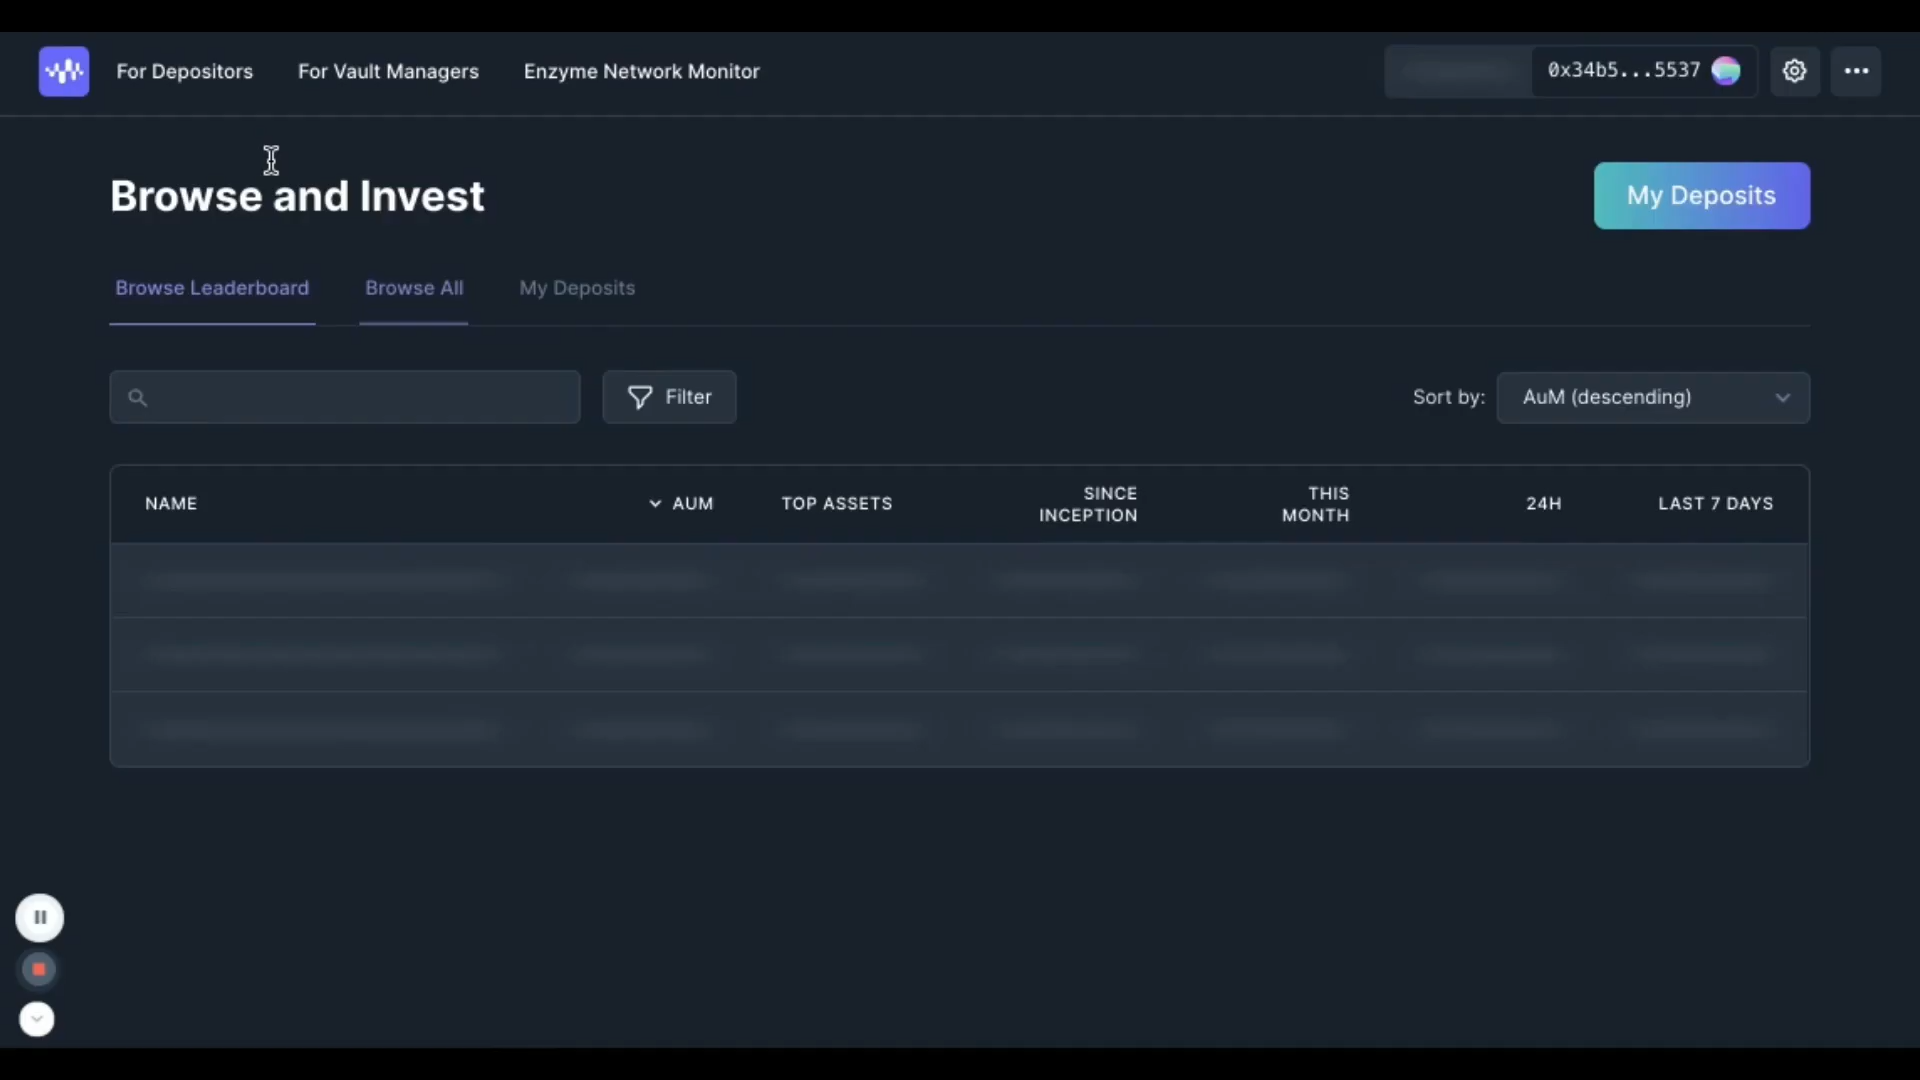 For Depositors For Vault Managers Enzyme Network Monitor 0x34b5...5537
Browse and Invest My Deposits
Browse Leaderboard Browse All My Deposits
Filter Sort by: AuM (descending)
NAME AUM TOP ASSETS SINCE INCEPTION THIS MONTH 24H LAST 7 DAYS